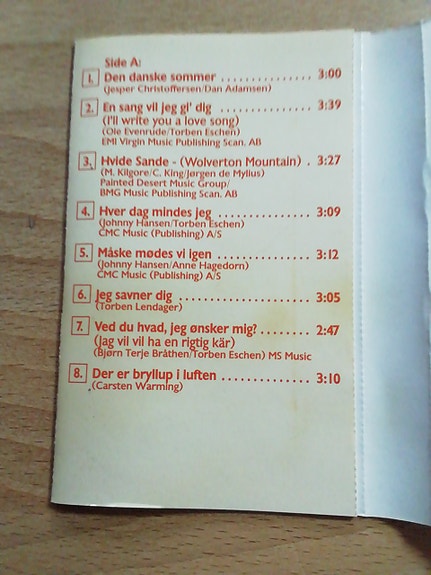 Side A:
1. Den danske sommer .............. 3:00
(Jesper Christoffersen/Dan Adamsen)
2. En sang vil jeg gi' dig .............. 3:39
(I'll write you a love song)
(Ole Evenrude/Torben Eschen)
EMI Virgin Music Publishing Scan. AB
3. Hvide Sande - (Wolverton Mountain) . 3:27
(M. Kilgore/C. King/Jørgen de Mylius)
Painted Desert Music Group/
BMG Music Publishing Scan. AB
4. Hver dag mindes jeg .............. 3:09
(Johnny Hansen/Torben Eschen)
CMC Music (Publishing) A/S
5. Måske mødes vi igen .............. 3:12
(Johnny Hansen/Anne Hagedorn)
CMC Music (Publishing) A/S
6. Jeg savner dig .................... 3:05
(Torben Lendager)
7. Ved du hvad, jeg ønsker mig? ....... 2:47
(Jag vil vil ha en rigtig kär)
(Bjørn Terje Bråthen/Torben Eschen) MS Music
8. Der er bryllup i luften ............. 3:10
(Carsten Warming)